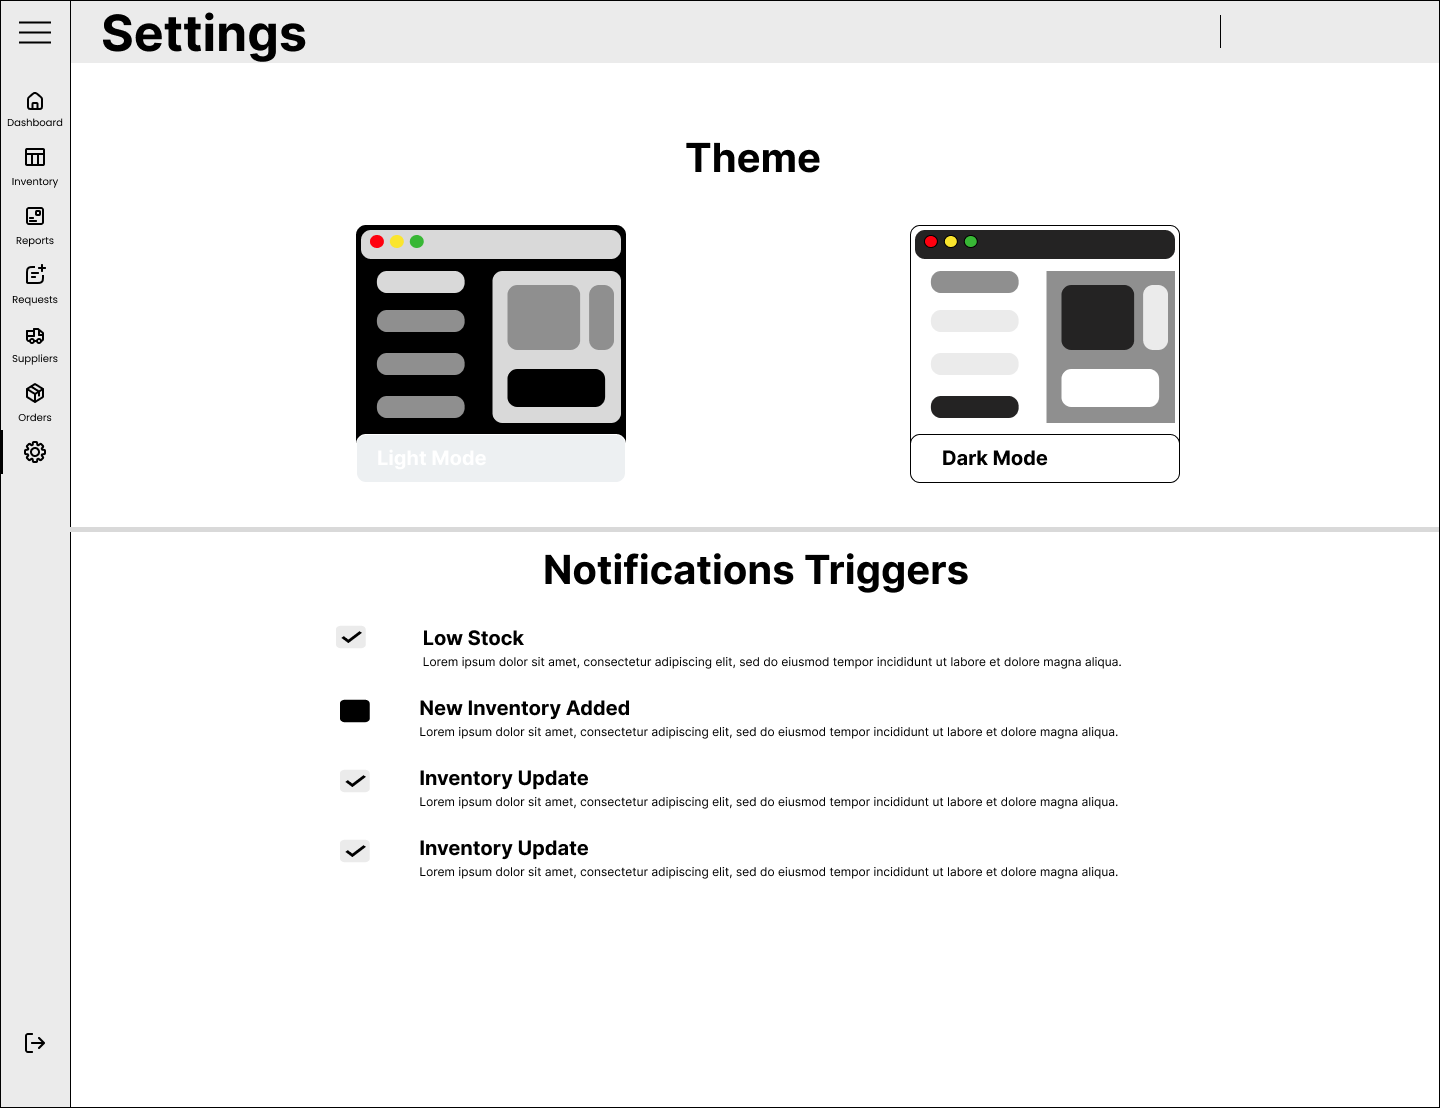 Settings
Dashboard
Inventory
Reports
Requests
Suppliers
Orders
Theme
Light Mode
Dark Mode
Notifications Triggers
Low Stock
Lorem ipsum dolor sit amet, consectetur adipiscing elit, sed do eiusmod tempor incididunt ut labore et dolore magna aliqua.
New Inventory Added
Lorem ipsum dolor sit amet, consectetur adipiscing elit, sed do eiusmod tempor incididunt ut labore et dolore magna aliqua.
Inventory Update
Lorem ipsum dolor sit amet, consectetur adipiscing elit, sed do eiusmod tempor incididunt ut labore et dolore magna aliqua.
Inventory Update
Lorem ipsum dolor sit amet, consectetur adipiscing elit, sed do eiusmod tempor incididunt ut labore et dolore magna aliqua.